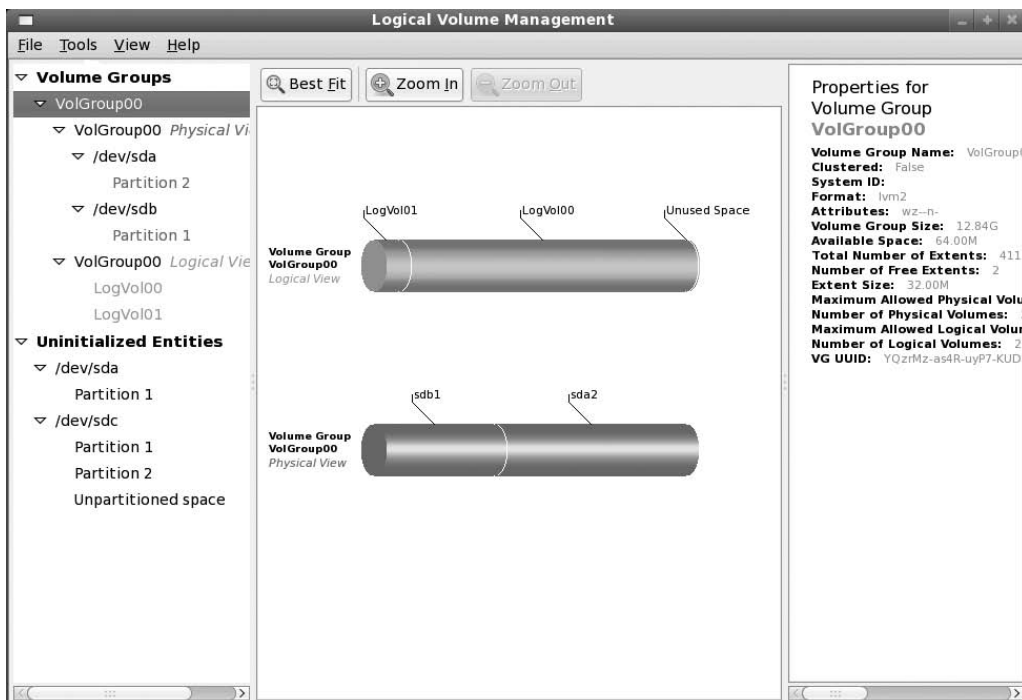 Logical Volume Management
File Tools View Help
Volume Groups
VolGroup00
VolGroup00 Physical Vi
/dev/sda
Partition 2
/dev/sdb
Partition 1
VolGroup00 Logical Vie
LogVol00
LogVol01
Uninitialized Entities
/dev/sda
Partition 1
/dev/sdc
Partition 1
Partition 2
Unpartitioned space
Best Fit Zoom In Zoom Out
LogVol01 LogVol00 Unused Space
Volume Group
VolGroup00
Logical View
sdb1 sda2
Volume Group
VolGroup00
Physical View
Properties for
Volume Group
VolGroup00
Volume Group Name: VolGroup
Clustered: False
System ID:
Format: lvm2
Attributes: wz--n-
Volume Group Size: 12.84G
Available Space: 64.00M
Total Number of Extents: 411
Number of Free Extents: 2
Extent Size: 32.00M
Maximum Allowed Physical Volu
Number of Physical Volumes:
Maximum Allowed Logical Volu
Number of Logical Volumes: 2
VG UUID: YQzrMz-as4R-uyP7-KUD